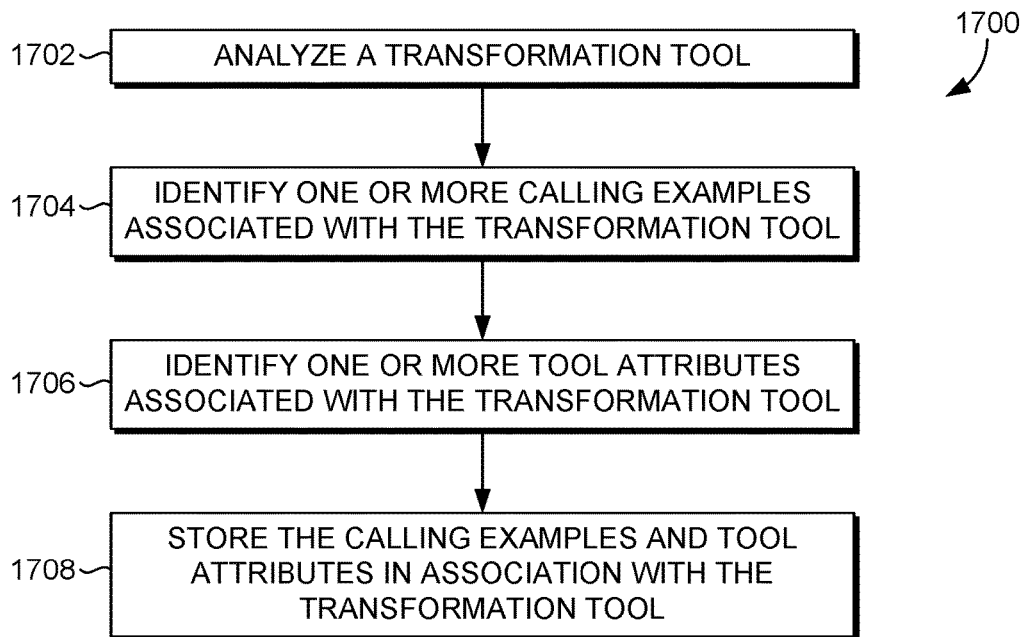 1700
1702
ANALYZE A TRANSFORMATION TOOL
1704
IDENTIFY ONE OR MORE CALLING EXAMPLES
ASSOCIATED WITH THE TRANSFORMATION TOOL
1706
IDENTIFY ONE OR MORE TOOL ATTRIBUTES
ASSOCIATED WITH THE TRANSFORMATION TOOL
1708
STORE THE CALLING EXAMPLES AND TOOL
ATTRIBUTES IN ASSOCIATION WITH THE
TRANSFORMATION TOOL